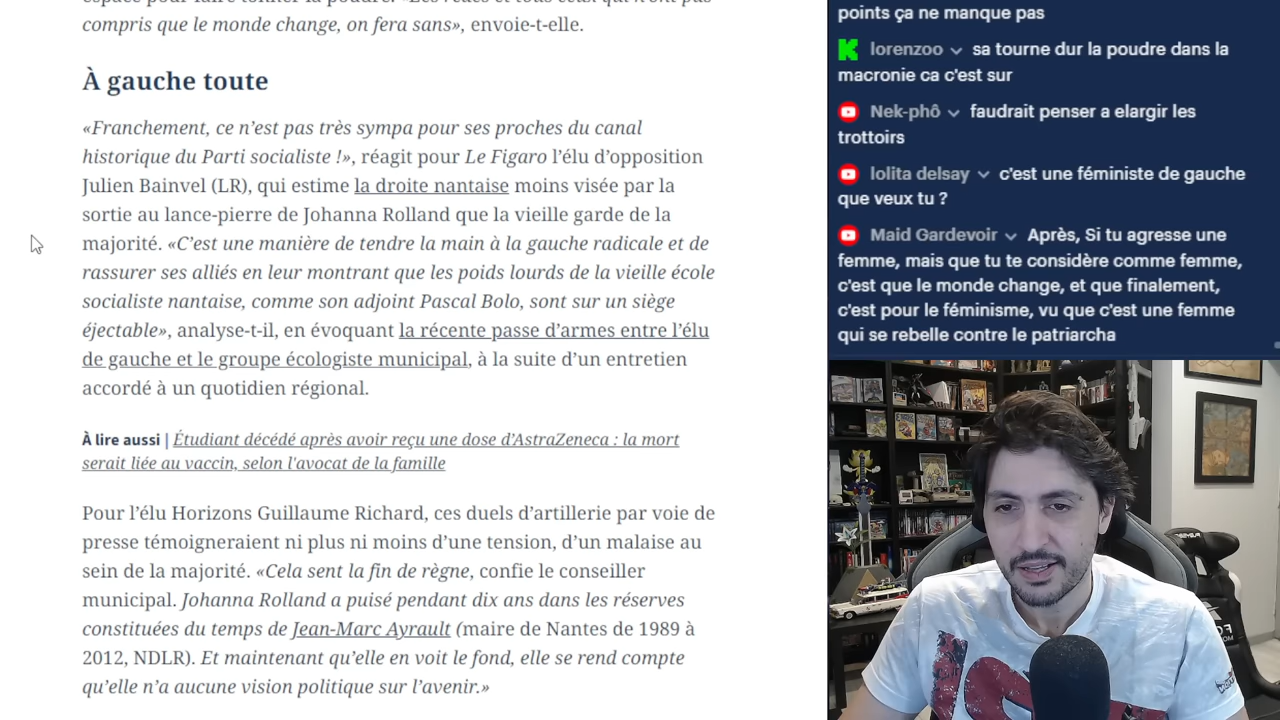 compris que le monde change, on fera sans», envoie-t-elle.
À gauche toute
«Franchement, ce n’est pas très sympa pour ses proches du canal
historique du Parti socialiste !», réagit pour Le Figaro l’élu d’opposition
Julien Bainvel (LR), qui estime la droite nantaise moins visée par la
sortie au lance-pierre de Johanna Rolland que la vieille garde de la
majorité. «C’est une manière de tendre la main à la gauche radicale et de
rassurer ses alliés en leur montrant que les poids lourds de la vieille école
socialiste nantaise, comme son adjoint Pascal Bolo, sont sur un siège
éjectable», analyse-t-il, en évoquant la récente passe d’armes entre l’élu
de gauche et le groupe écologiste municipal, à la suite d’un entretien
accordé à un quotidien régional.
À lire aussi | Étudiant décédé après avoir reçu une dose d’AstraZeneca : la mort
serait liée au vaccin, selon l'avocat de la famille
Pour l’élu Horizons Guillaume Richard, ces duels d’artillerie par voie de
presse témoigneraient ni plus ni moins d’une tension, d’un malaise au
sein de la majorité. «Cela sent la fin de règne, confie le conseiller
municipal. Johanna Rolland a puisé pendant dix ans dans les réserves
constituées du temps de Jean-Marc Ayrault (maire de Nantes de 1989 à
2012, NDLR). Et maintenant qu’elle en voit le fond, elle se rend compte
qu’elle n’a aucune vision politique sur l’avenir.»
points ça ne manque pas
lorenzoo sa tourne dur la poudre dans la
macronie ca c'est sur
Nek-phô faudrait penser a elargir les
trottoirs
lolita delsay c'est une féministe de gauche
que veux tu ?
Maid Gardevoir Après, Si tu agresse une
femme, mais que tu te considère comme femme,
c'est que le monde change, et que finalement,
c'est pour le féminisme, vu que c'est une femme
qui se rebelle contre le patriarcha